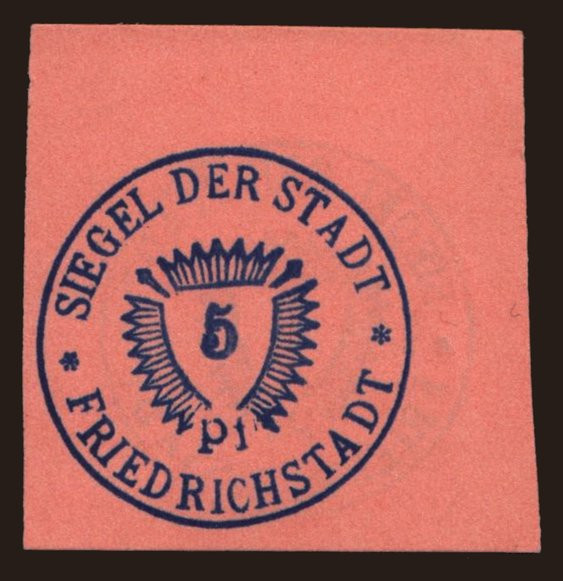 SIEGEL DER STADT
5
pf
* FRIEDRICHSTADT *